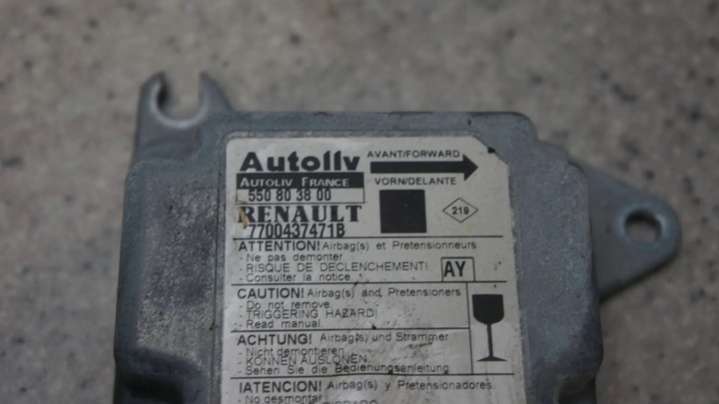 Autoliv
AVANT/FORWARD
AUTOLIV FRANCE
VORN/DELANTE
550 80 38 00
RENAULT
7700437471B
219
ATTENTION! Airbag(s) et Pretensionneurs
- Ne pas demonter
- RISQUE DE DECLENCHEMENT!
- Consulter la notice
AY
CAUTION! Airbag(s) and Pretensioners
- Do not remove
- TRIGGERING HAZARD!
- Read manual
ACHTUNG! Airbag(s) und Strammer
- Nicht demontieren!
- KONNEN AUSLONEN
- Sehen Sie die Bedienungsanleitung
!ATENCION! Airbag(s) y Pretensionadores
- No desmontar